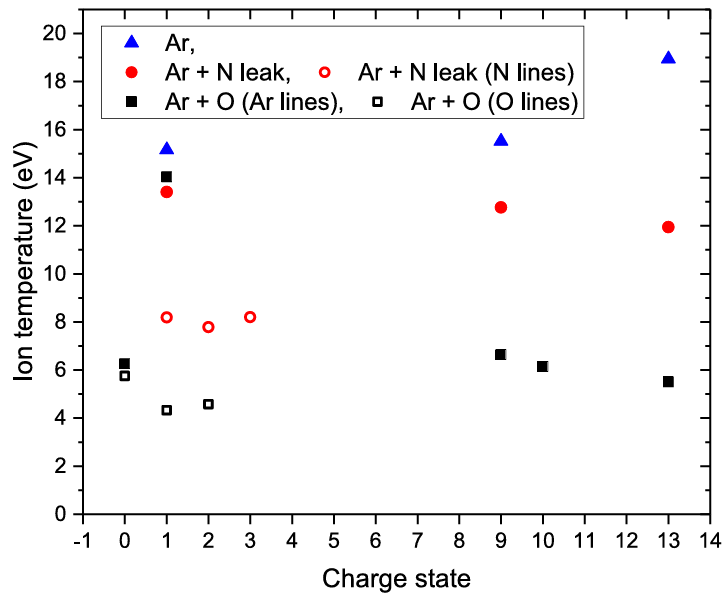 20
18
16
14
12
10
8
6
4
2
0
Ion temperature (eV)
Ar,
Ar + N leak, Ar + N leak (N lines)
Ar + O (Ar lines), Ar + O (O lines)
-1 0 1 2 3 4 5 6 7 8 9 10 11 12 13 14
Charge state